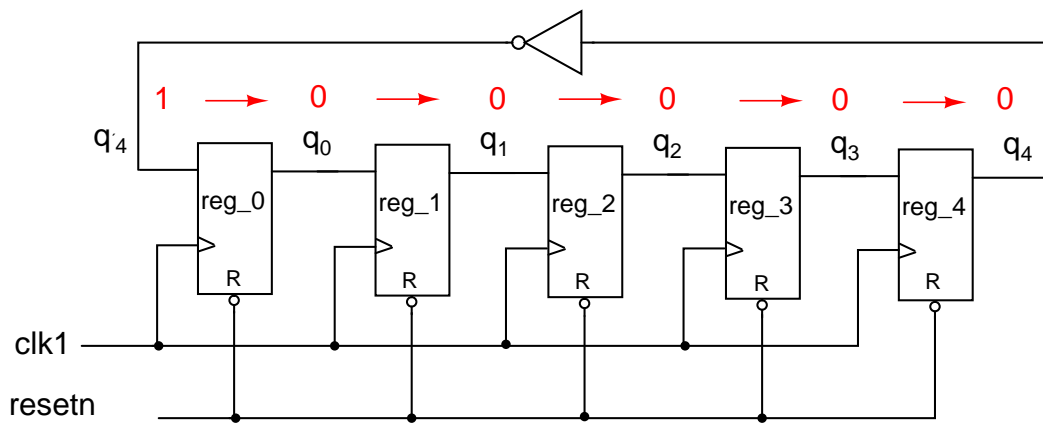 1 0 0 0 0 0
q'4 q0 q1 q2 q3 q4
reg_0 reg_1 reg_2 reg_3 reg_4
R R R R R
clk1
resetn